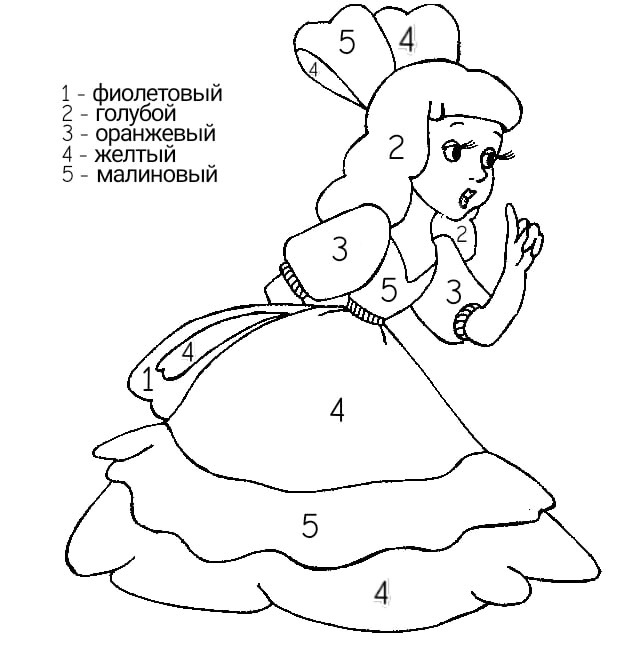 1 - фиолетовый
2 - голубой
3 - оранжевый
4 - желтый
5 - малиновый
5 4
4
2
2
3
5 3
4
1
4
5
4